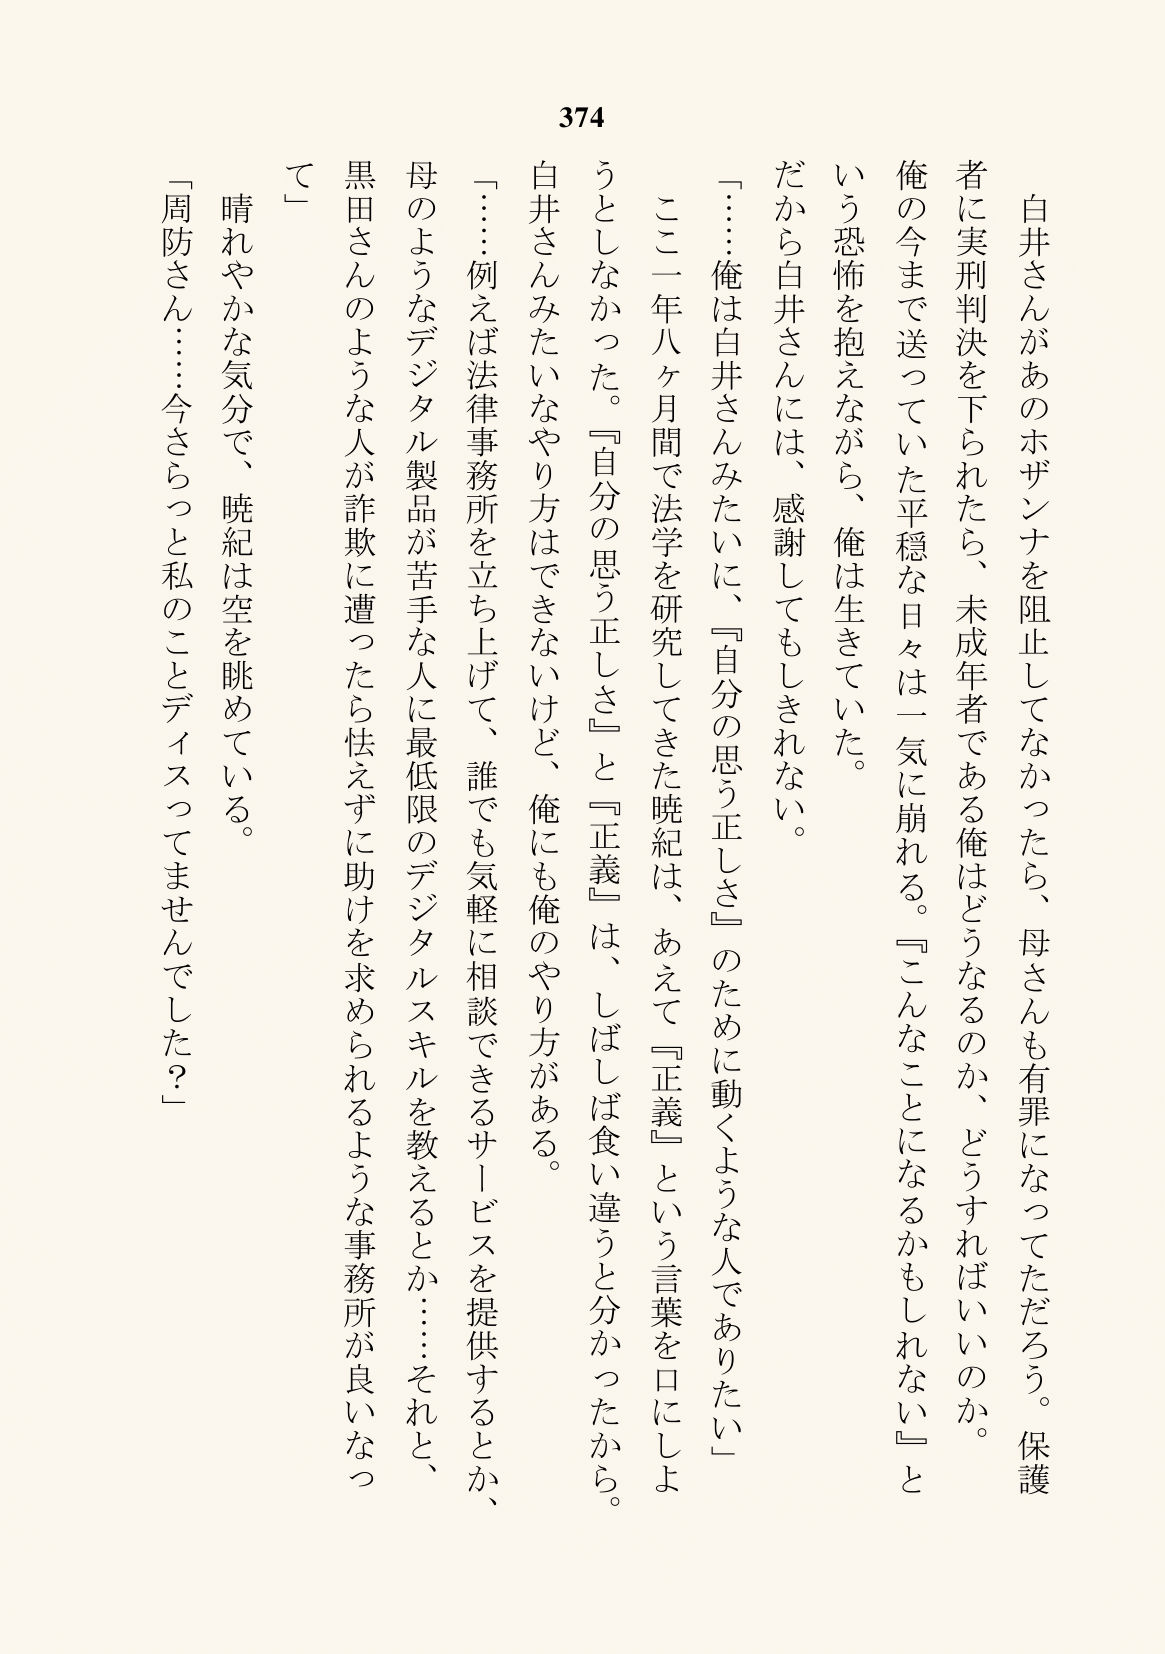 374
　白井さんがあのホザンナを阻止してなかったら、母さんも有罪になってただろう。保護
者に実刑判決を下られたら、未成年者である俺はどうなるのか、どうすればいいのか。
俺の今まで送っていた平穏な日々は一気に崩れる。『こんなことになるかもしれない』と
いう恐怖を抱えながら、俺は生きていた。
だから白井さんには、感謝してもしきれない。
「……俺は白井さんみたいに、『自分の思う正しさ』のために動くような人でありたい」
　ここ一年八ヶ月間で法学を研究してきた暁紀は、あえて『正義』という言葉を口にしよ
うとしなかった。『自分の思う正しさ』と『正義』は、しばしば食い違うと分かったから。
白井さんみたいなやり方はできないけど、俺にも俺のやり方がある。
「……例えば法律事務所を立ち上げて、誰でも気軽に相談できるサービスを提供するとか、
母のようなデジタル製品が苦手な人に最低限のデジタルスキルを教えるとか……それと、
黒田さんのような人が詐欺に遭ったら怯えずに助けを求められるような事務所が良いなっ
て」
　晴れやかな気分で、暁紀は空を眺めている。
「周防さん……今さらっと私のことディスってませんでした？」